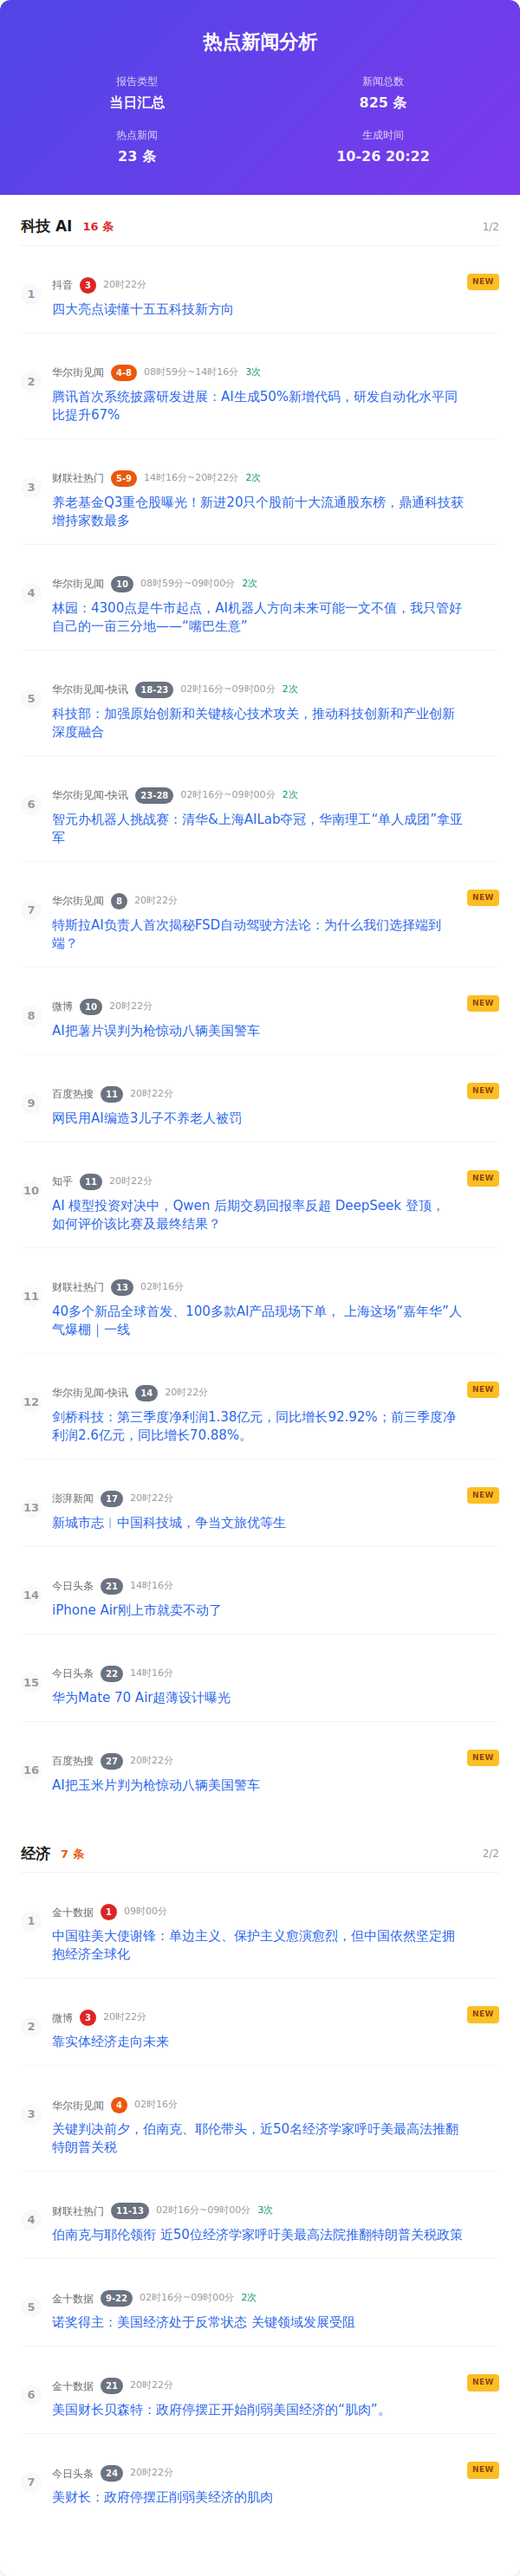 热点新闻分析
报告类型
新闻总数
当日汇总
825 条
热点新闻
生成时间
23 条
10-26 20:22
科技 AI 16 条 1/2
NEW
1 抖音 3 20时22分
四大亮点读懂十五五科技新方向
2 华尔街见闻 4-8 08时59分~14时16分 3次
腾讯首次系统披露研发进展：AI生成50%新增代码，研发自动化水平同
比提升67%
3 财联社热门 5-9 14时16分~20时22分 2次
养老基金Q3重仓股曝光！新进20只个股前十大流通股东榜，鼎通科技获
增持家数最多
4 华尔街见闻 10 08时59分~09时00分 2次
林园：4300点是牛市起点，AI机器人方向未来可能一文不值，我只管好
自己的一亩三分地——“嘴巴生意”
5 华尔街见闻-快讯 18-23 02时16分~09时00分 2次
科技部：加强原始创新和关键核心技术攻关，推动科技创新和产业创新
深度融合
6 华尔街见闻-快讯 23-28 02时16分~09时00分 2次
智元办机器人挑战赛：清华&上海AILab夺冠，华南理工“单人成团”拿亚
军
NEW
7 华尔街见闻 8 20时22分
特斯拉AI负责人首次揭秘FSD自动驾驶方法论：为什么我们选择端到
端？
NEW
8 微博 10 20时22分
AI把薯片误判为枪惊动八辆美国警车
NEW
9 百度热搜 11 20时22分
网民用AI编造3儿子不养老人被罚
NEW
10 知乎 11 20时22分
AI 模型投资对决中，Qwen 后期交易回报率反超 DeepSeek 登顶，
如何评价该比赛及最终结果？
11 财联社热门 13 02时16分
40多个新品全球首发、100多款AI产品现场下单， 上海这场“嘉年华”人
气爆棚｜一线
NEW
12 华尔街见闻-快讯 14 20时22分
剑桥科技：第三季度净利润1.38亿元，同比增长92.92%；前三季度净
利润2.6亿元，同比增长70.88%。
NEW
13 澎湃新闻 17 20时22分
新城市志︱中国科技城，争当文旅优等生
14 今日头条 21 14时16分
iPhone Air刚上市就卖不动了
15 今日头条 22 14时16分
华为Mate 70 Air超薄设计曝光
NEW
16 百度热搜 27 20时22分
AI把玉米片判为枪惊动八辆美国警车
经济 7 条 2/2
1 金十数据 1 09时00分
中国驻美大使谢锋：单边主义、保护主义愈演愈烈，但中国依然坚定拥
抱经济全球化
NEW
2 微博 3 20时22分
靠实体经济走向未来
3 华尔街见闻 4 02时16分
关键判决前夕，伯南克、耶伦带头，近50名经济学家呼吁美最高法推翻
特朗普关税
4 财联社热门 11-13 02时16分~09时00分 3次
伯南克与耶伦领衔 近50位经济学家呼吁美最高法院推翻特朗普关税政策
5 金十数据 9-22 02时16分~09时00分 2次
诺奖得主：美国经济处于反常状态 关键领域发展受阻
NEW
6 金十数据 21 20时22分
美国财长贝森特：政府停摆正开始削弱美国经济的“肌肉”。
NEW
7 今日头条 24 20时22分
美财长：政府停摆正削弱美经济的肌肉